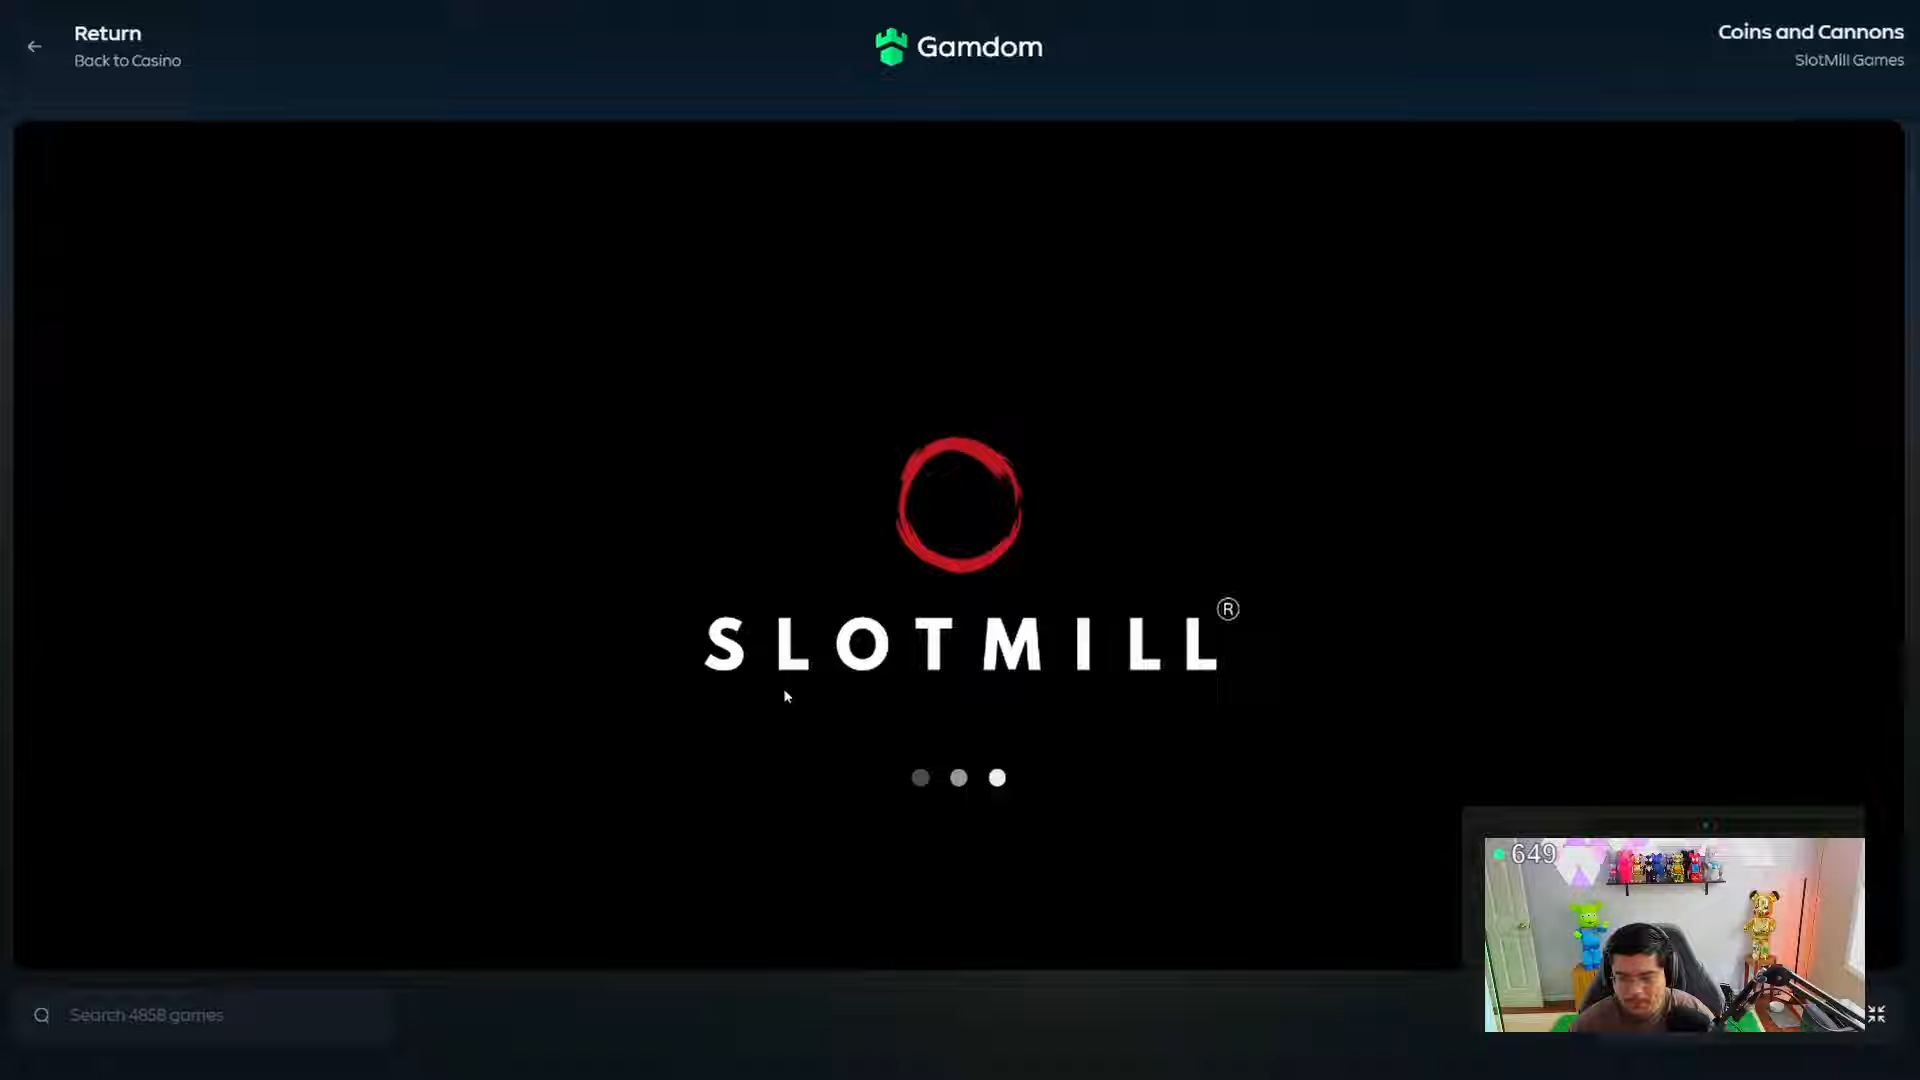 Return
Back to Casino
Gamdom
Coins and Cannons
SlotMill Games
SLOTMILL®
649
Search 4858 games